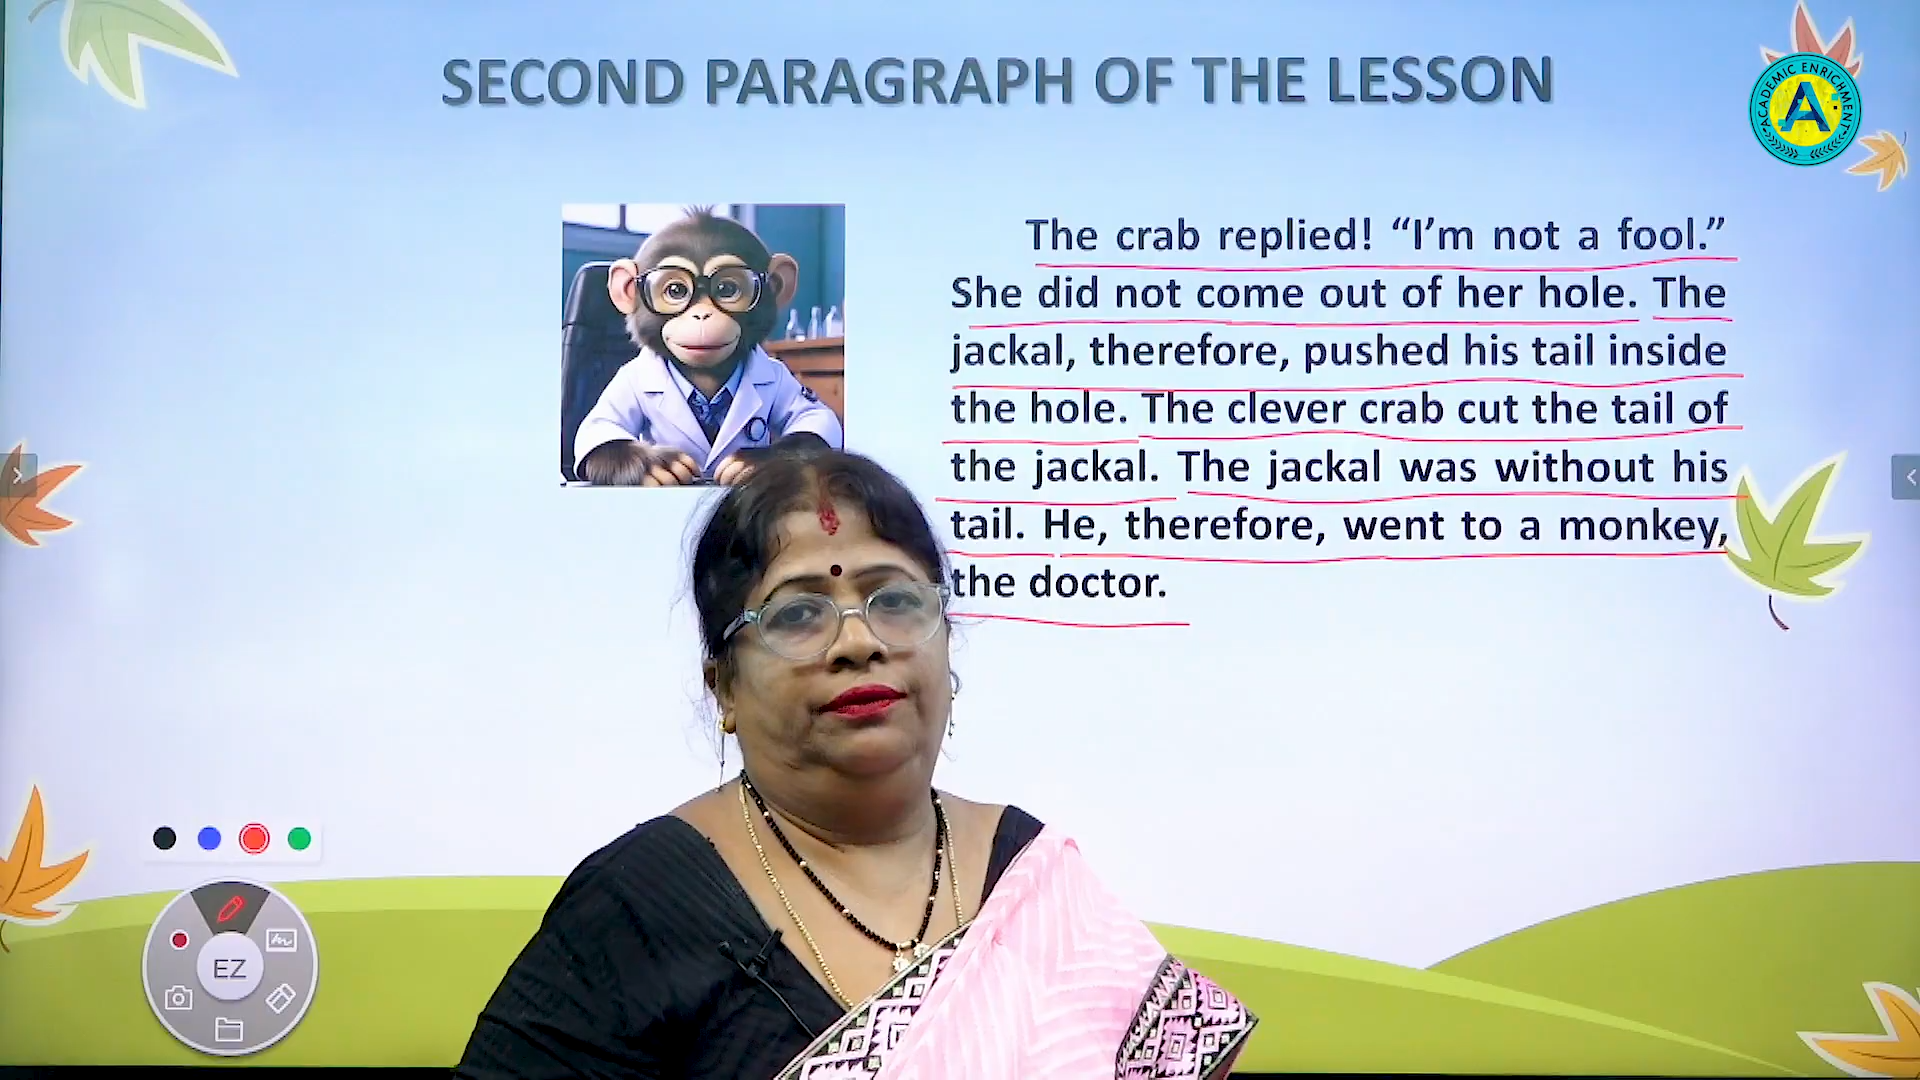 SECOND PARAGRAPH OF THE LESSON
ACADEMIC ENRICHMENT
A
The crab replied! “I’m not a fool.”
She did not come out of her hole. The
jackal, therefore, pushed his tail inside
the hole. The clever crab cut the tail of
the jackal. The jackal was without his
tail. He, therefore, went to a monkey,
the doctor.
EZ